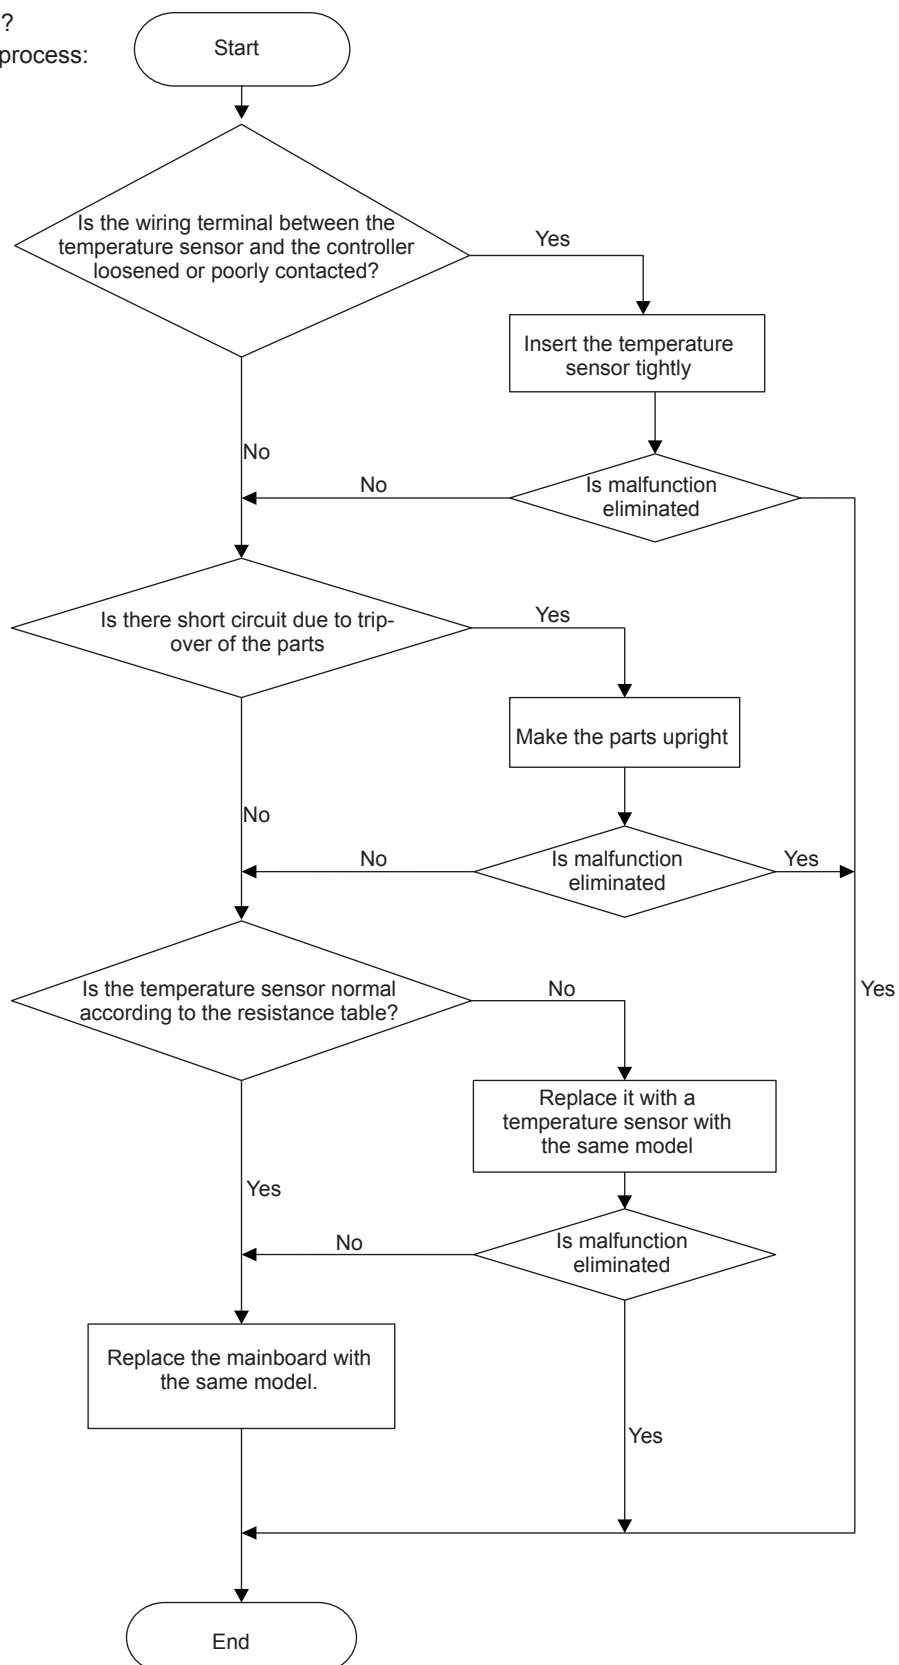 ?
process:
Start
Is the wiring terminal between the
temperature sensor and the controller
loosened or poorly contacted?
Yes
Insert the temperature
sensor tightly
No
No
Is malfunction
eliminated
Is there short circuit due to trip-
over of the parts
Yes
Make the parts upright
No
No
Is malfunction
eliminated
Yes
Is the temperature sensor normal
according to the resistance table?
No
Yes
Replace it with a
temperature sensor with
the same model
Yes
No
Is malfunction
eliminated
Replace the mainboard with
the same model.
Yes
End